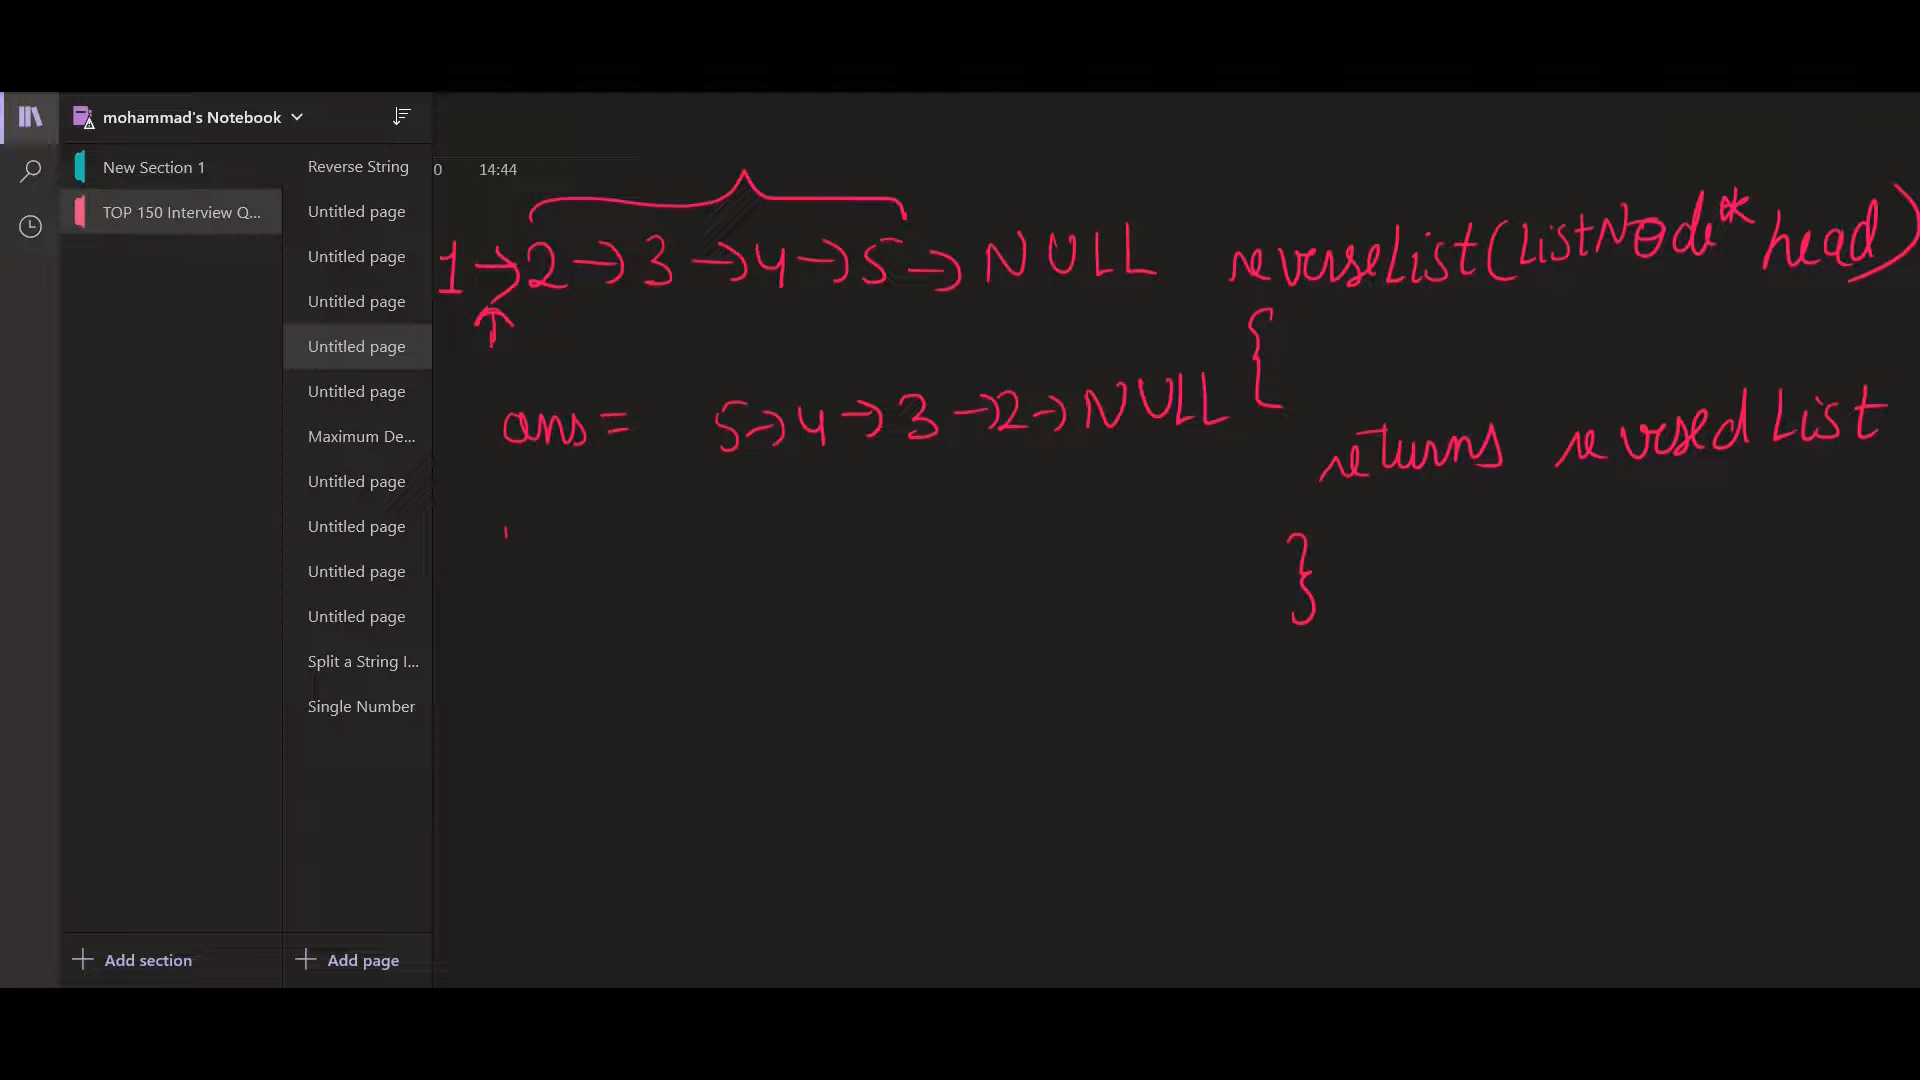 mohammad's Notebook
New Section 1
TOP 150 Interview Q...
Reverse String
Untitled page
Untitled page
Untitled page
Untitled page
Untitled page
Maximum De...
Untitled page
Untitled page
Untitled page
Untitled page
Split a String I...
Single Number
Add section
Add page
0 14:44
1→2→3→4→5→NULL
ans = 5→4→3→2→NULL
reverseList(ListNode* head)
{
returns reversed List
}